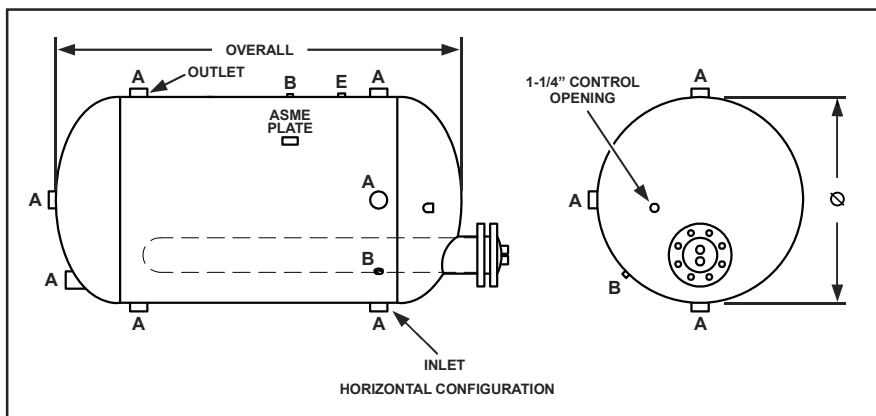 OVERALL
A
OUTLET
B
E
A
1-1/4” CONTROL
OPENING
A
ASME
PLATE
A
A
A
Ø
B
A
B
A
A
A
INLET
HORIZONTAL CONFIGURATION